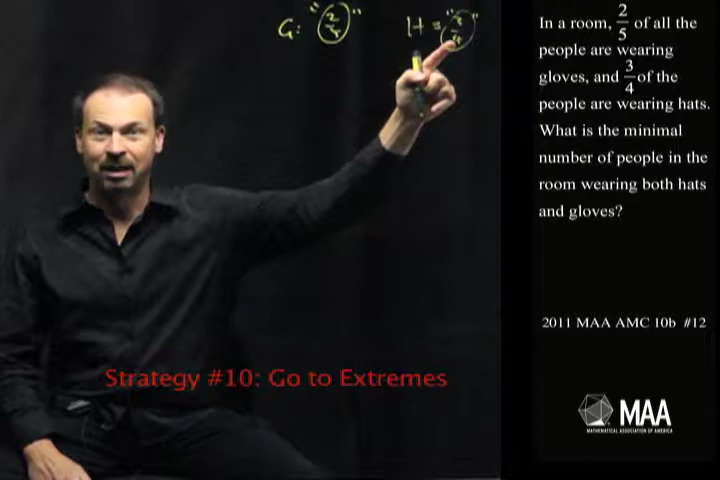 G: "2/5" H = "3/4"
In a room, 2/5 of all the
people are wearing
gloves, and 3/4 of the
people are wearing hats.
What is the minimal
number of people in the
room wearing both hats
and gloves?
2011 MAA AMC 10b #12
Strategy #10: Go to Extremes
MAA
MATHEMATICAL ASSOCIATION OF AMERICA